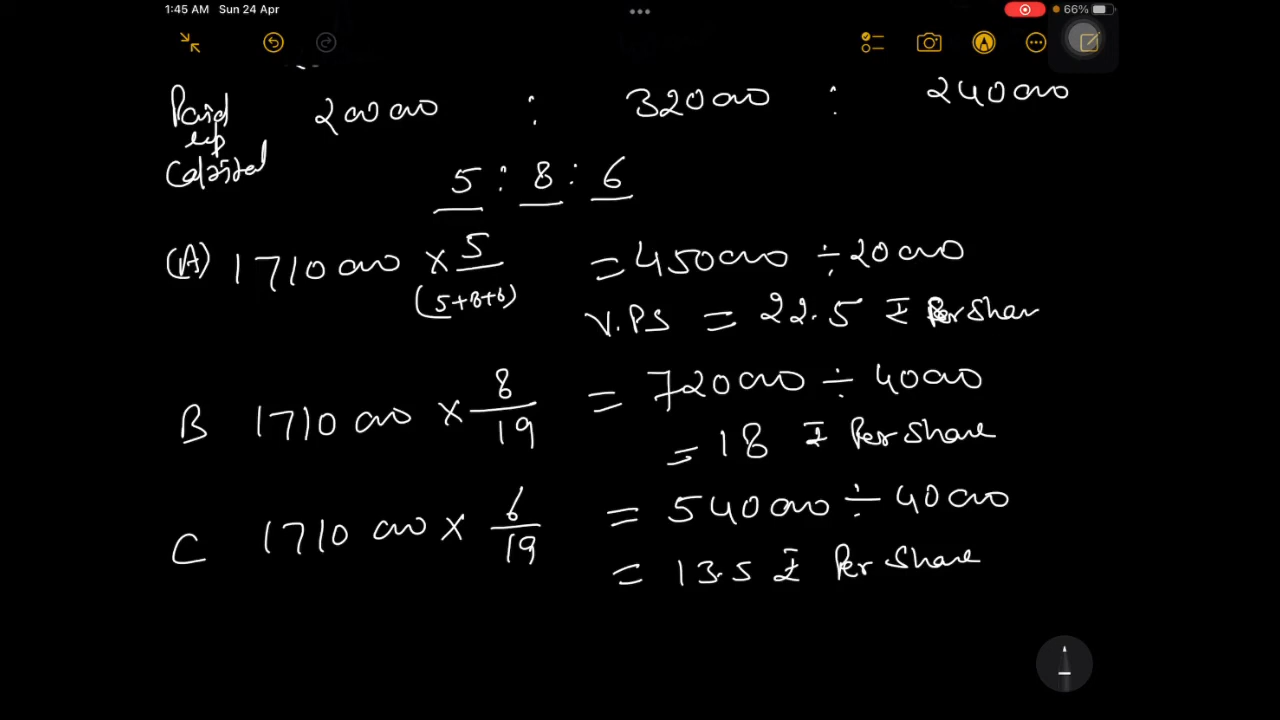 1:45 AM Sun 24 Apr
66%
Paid up Capital 200000 : 320000 : 240000
5 : 8 : 6
(A) 1710000 × 5/(5+8+6) = 450000 ÷ 20000
V.PS = 22.5 ₹ Per Share
B 1710000 × 8/19 = 720000 ÷ 40000
= 18 ₹ Per Share
C 1710000 × 6/19 = 540000 ÷ 40000
= 13.5 ₹ Per Share